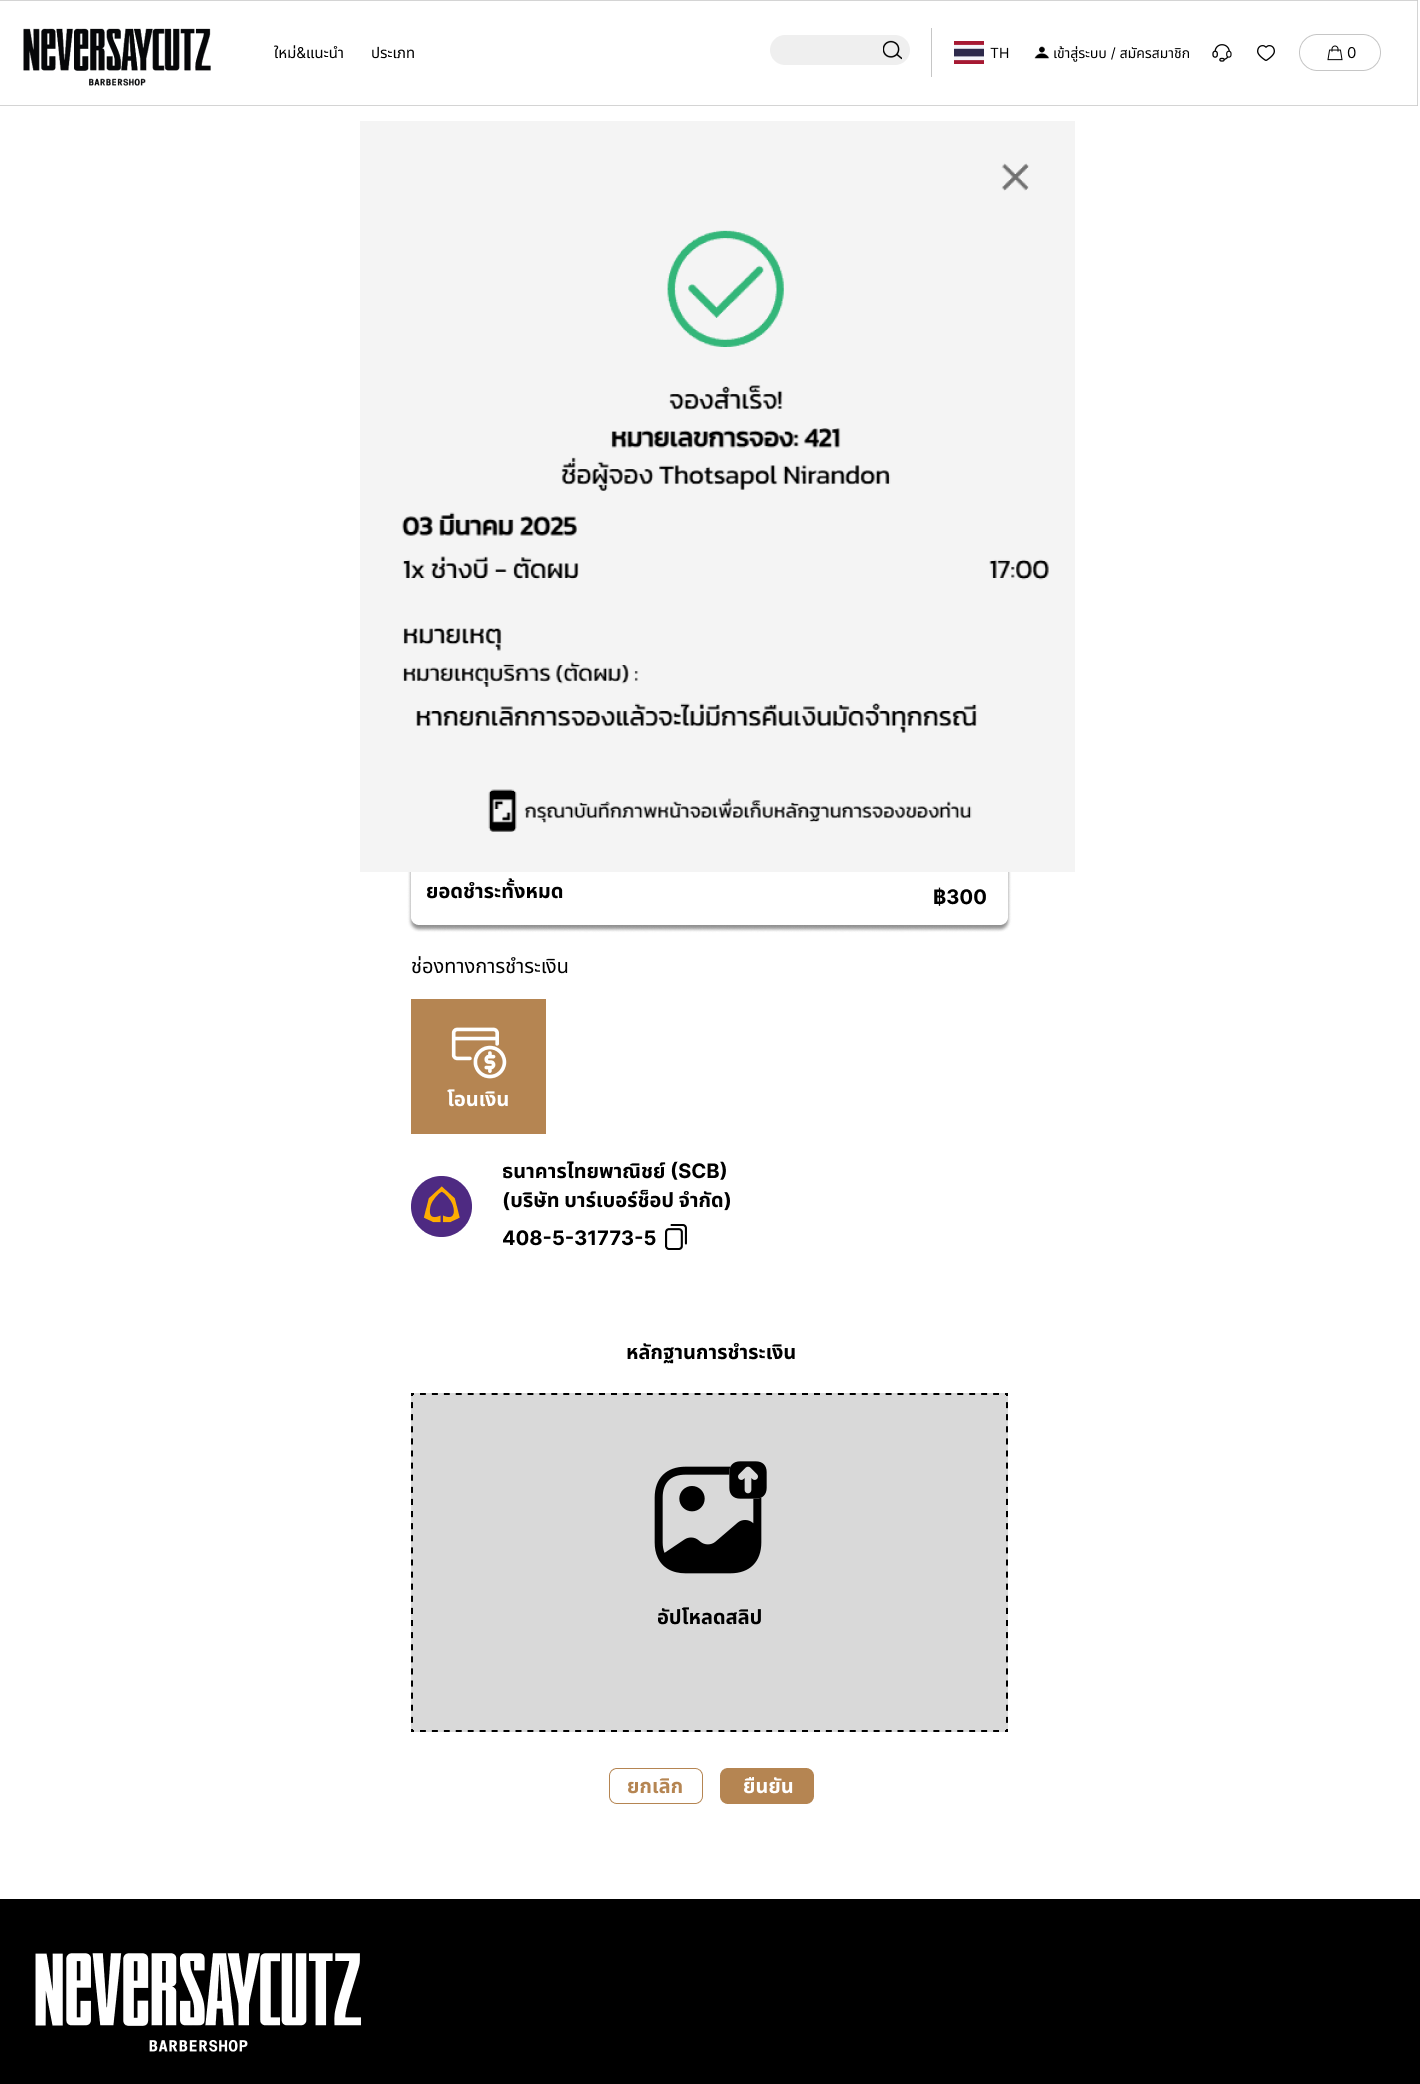 NEVERSAYCUTZ
BARBERSHOP
ใหม่&แนะนำ ประเภท
TH เข้าสู่ระบบ / สมัครสมาชิก 0
จองสำเร็จ!
หมายเลขการจอง: 421
ชื่อผู้จอง Thotsapol Nirandon
03 มีนาคม 2025
1x ช่างบี - ตัดผม 17:00
หมายเหตุ
หมายเหตุบริการ (ตัดผม) :
หากยกเลิกการจองแล้วจะไม่มีการคืนเงินมัดจำทุกกรณี
กรุณาบันทึกภาพหน้าจอเพื่อเก็บหลักฐานการจองของท่าน
ยอดชำระทั้งหมด ฿300
ช่องทางการชำระเงิน
โอนเงิน
ธนาคารไทยพาณิชย์ (SCB)
(บริษัท บาร์เบอร์ช็อป จำกัด)
408-5-31773-5
หลักฐานการชำระเงิน
อัปโหลดสลิป
ยกเลิก ยืนยัน
NEVERSAYCUTZ
BARBERSHOP